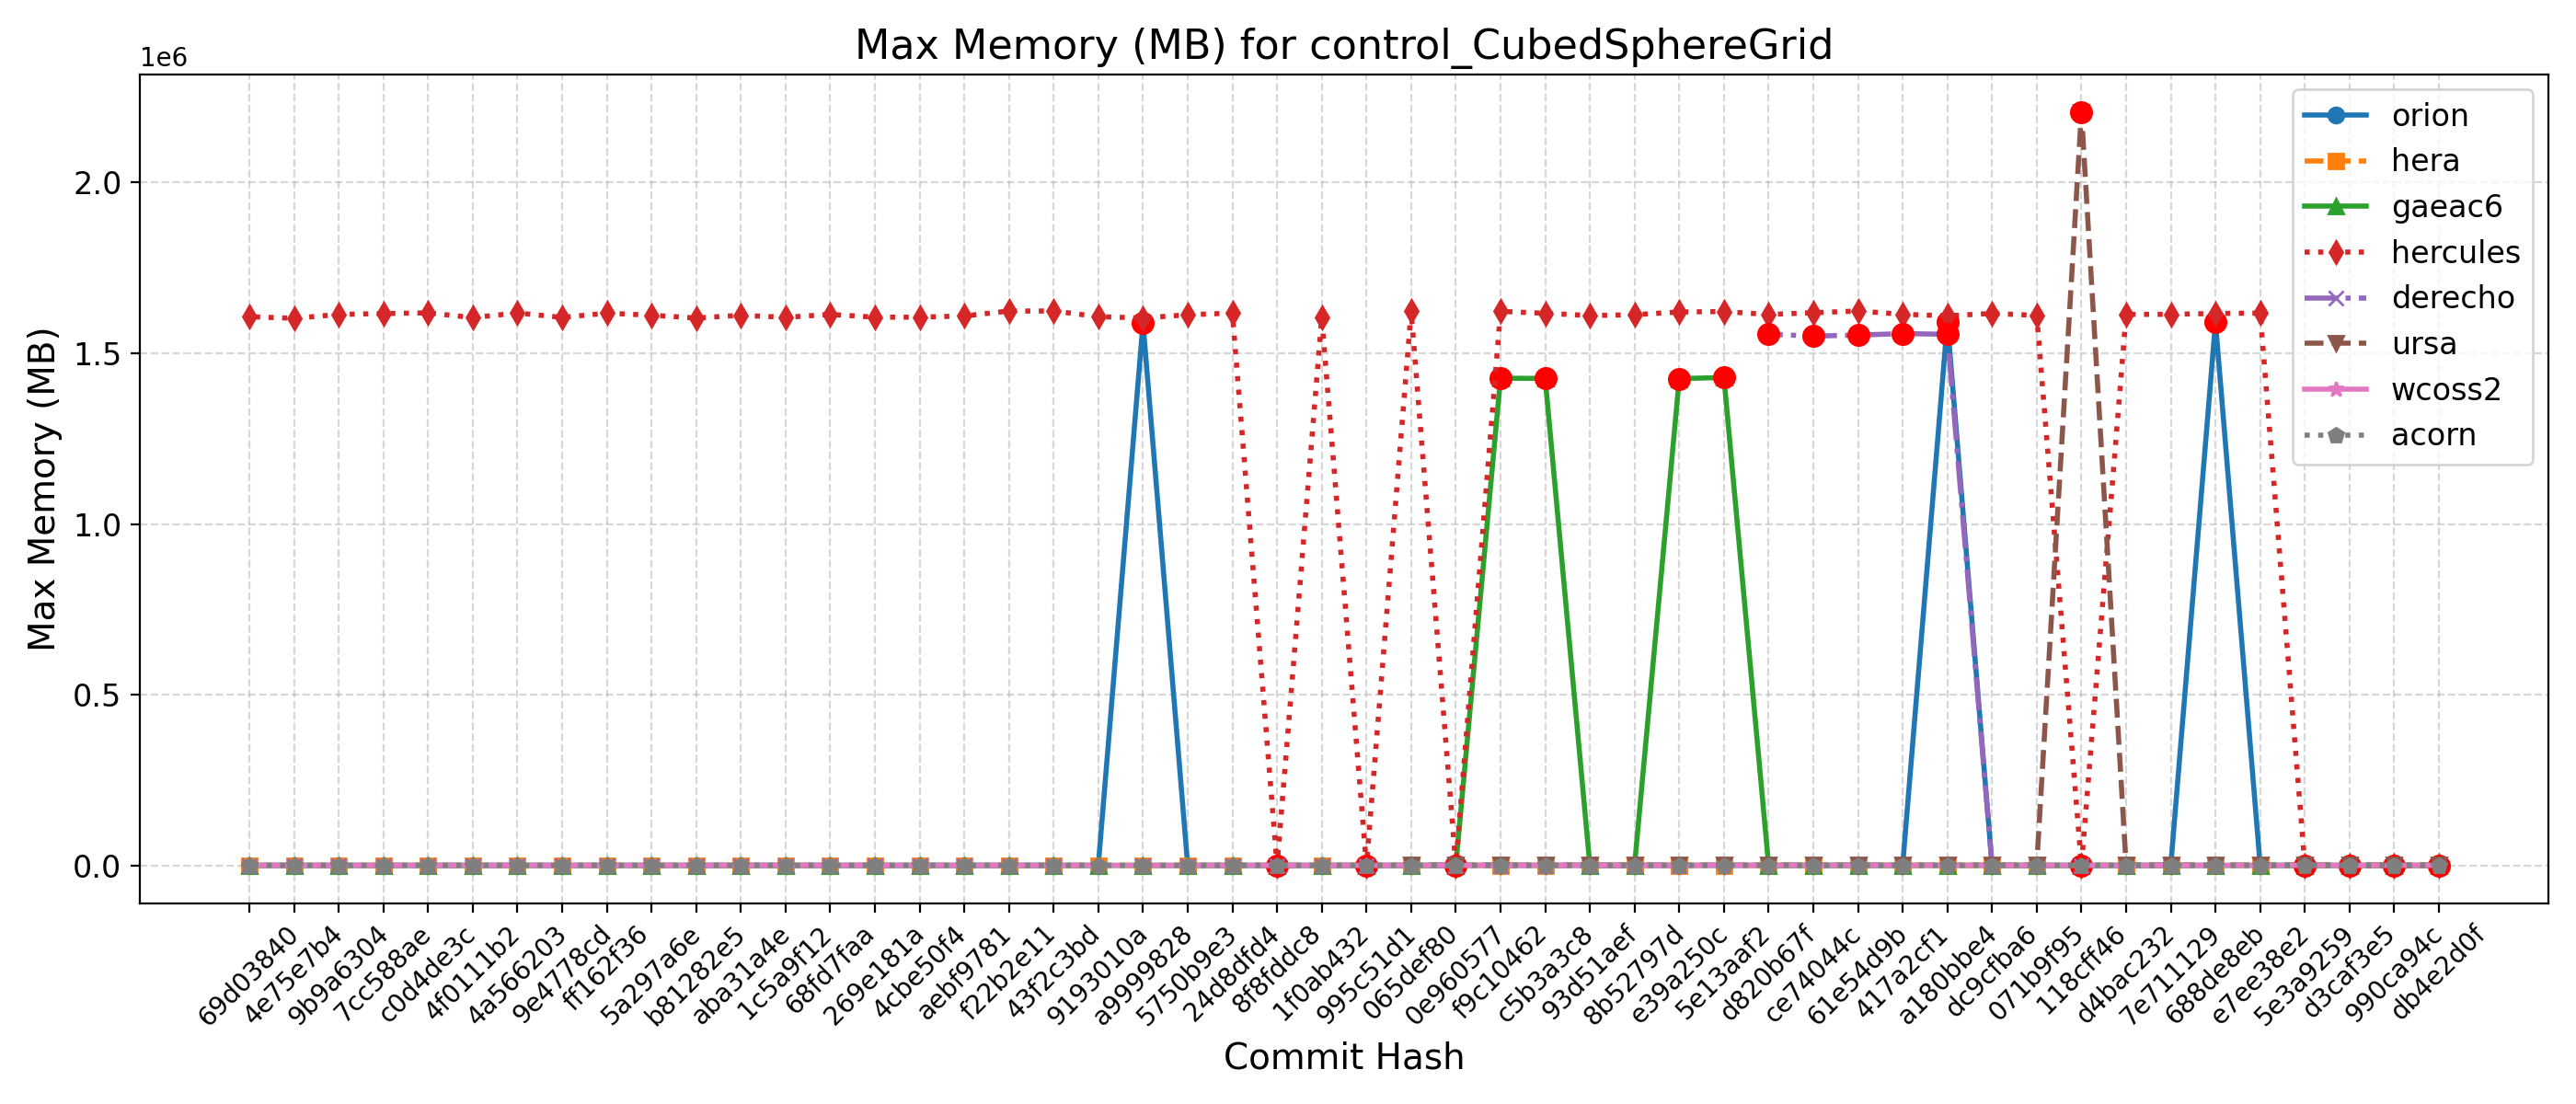 Max Memory (MB) for control_CubedSphereGrid
1e6
2.0
1.5
1.0
0.5
0.0
Max Memory (MB)
orion
hera
gaeac6
hercules
derecho
ursa
wcoss2
acorn
69d03840
4e75e7b4
9b9a6304
7cc588ae
c0d4de3c
4f0111b2
4a566203
9e4778cd
ff162f36
5a297a6e
b81282e5
aba31a4e
1c5a9f12
68fd7faa
269e181a
4cbe50f4
aebf9781
f22b2e11
43f2c3bd
9193010a
a9999828
5750b9e3
24d8dfd4
8f8fddc8
1f0ab432
995c51d1
065def80
0e960577
f9c10462
c5b3a3c8
93d51aef
8b52797d
e39a250c
5e13aaf2
d820b67f
ce74044c
61e54d9b
417a2cf1
a180bbe4
dc9cfba6
071b9f95
118cff46
d4bac232
7e711129
688de8eb
e7ee38e2
5e3a9259
d3caf3e5
990ca94c
db4e2d0f
Commit Hash